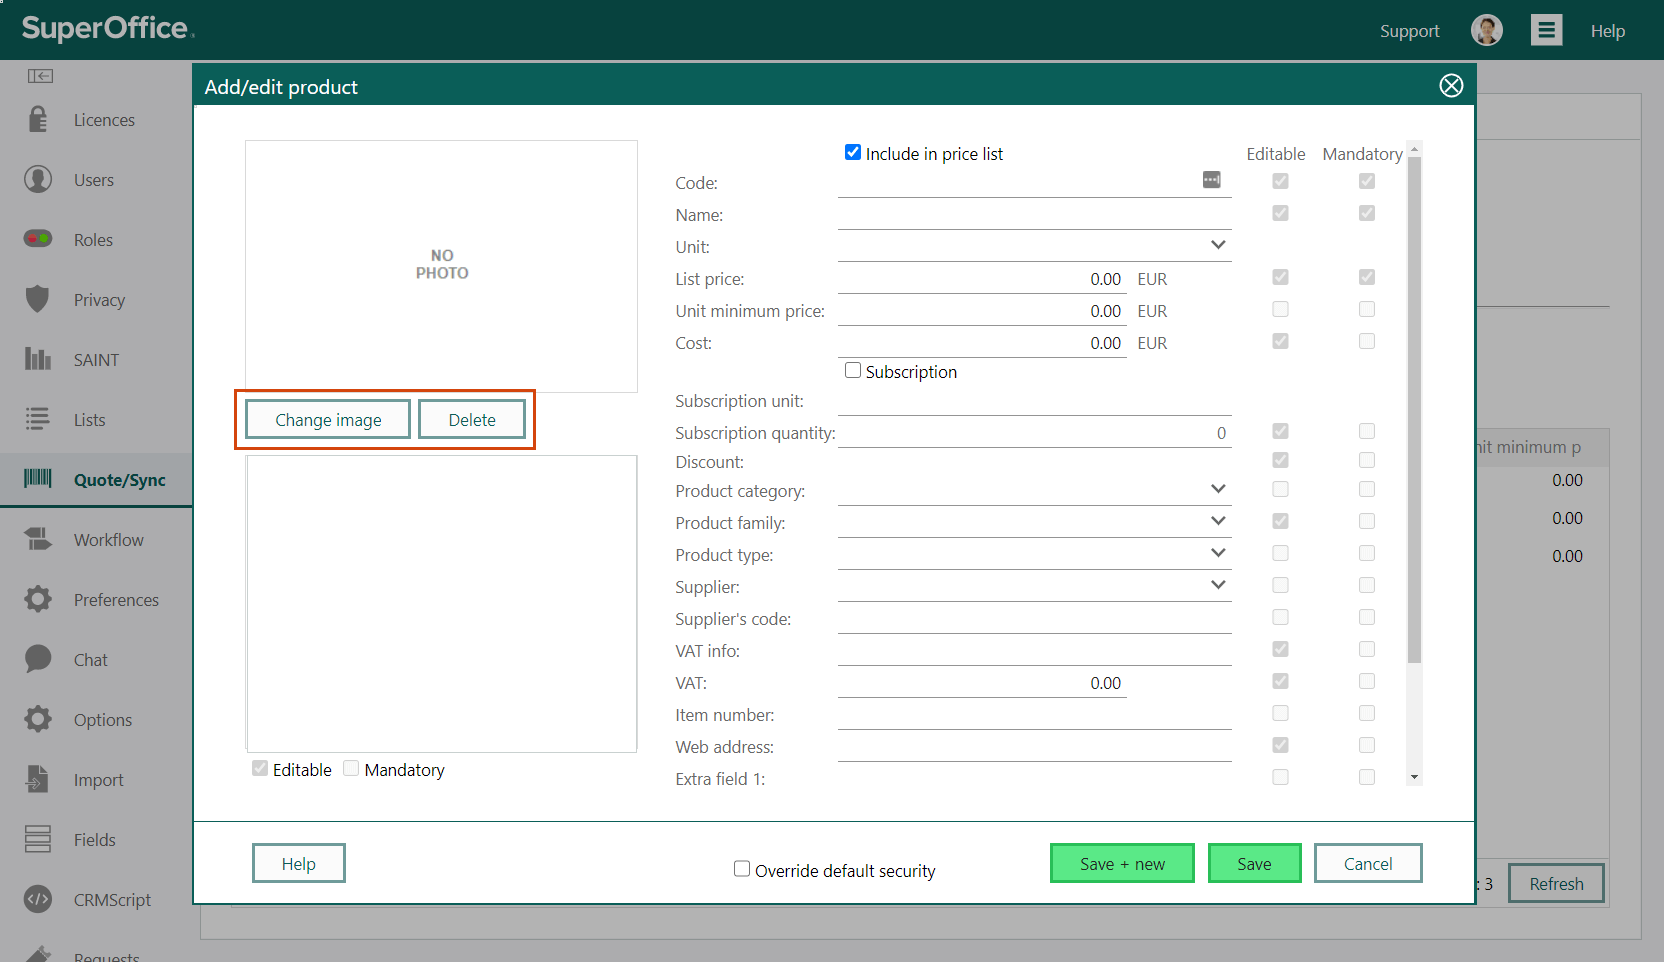 SuperOffice
Support
Help
Licences
Users
Roles
Privacy
SAINT
Lists
Quote/Sync
Workflow
Preferences
Chat
Options
Import
Fields
CRMScript
Requests
Add/edit product
NO
PHOTO
Change image
Delete
Editable
Mandatory
Include in price list
Editable
Mandatory
Code:
Name:
Unit:
List price: 0.00 EUR
Unit minimum price: 0.00 EUR
Cost: 0.00 EUR
Subscription
Subscription unit:
Subscription quantity: 0
Discount:
Product category:
Product family:
Product type:
Supplier:
Supplier's code:
VAT info:
VAT: 0.00
Item number:
Web address:
Extra field 1:
Help
Override default security
Save + new
Save
Cancel
minimum p
0.00
0.00
0.00
: 3
Refresh